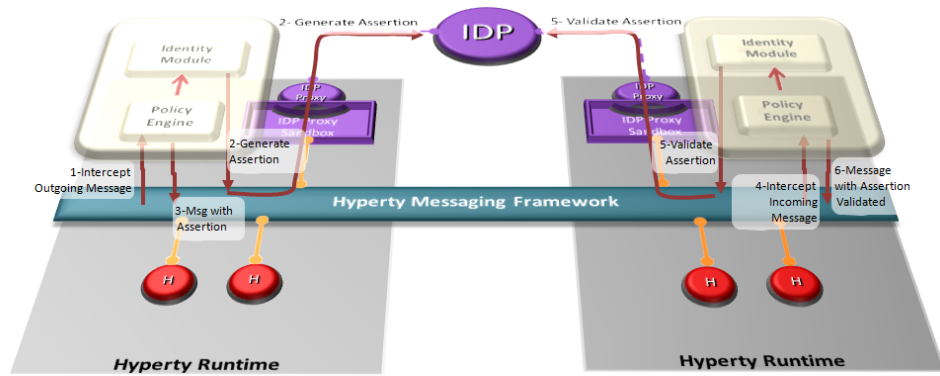 2- Generate Assertion
IDP
5- Validate Assertion
Identity
Module
Policy
Engine
IDP
Proxy
IDP Proxy
Sandbox
2-Generate
Assertion
1-Intercept
Outgoing Message
3-Msg with
Assertion
Identity
Module
Policy
Engine
IDP
Proxy
IDP Proxy
Sandbox
5-Validate
Assertion
4-Intercept
Incoming
Message
6-Message
with Assertion
Validated
Hyperty Messaging Framework
H
H
H
H
Hyperty Runtime
Hyperty Runtime